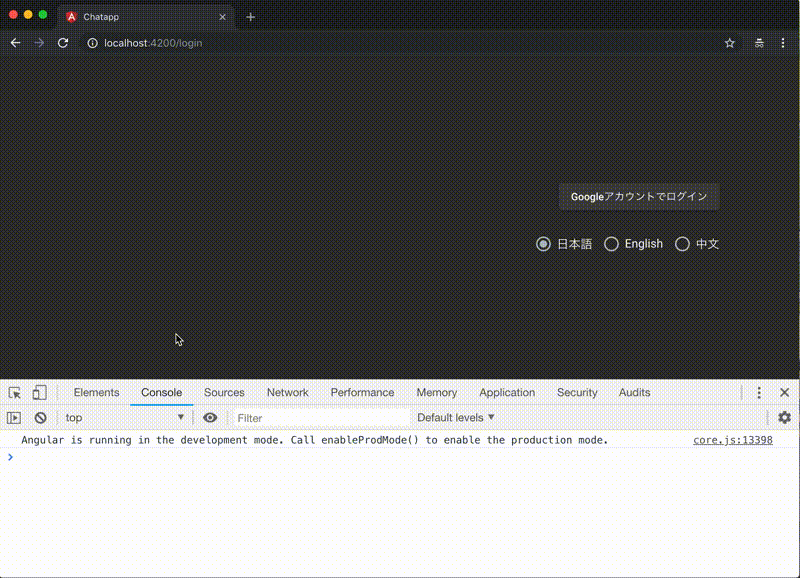 Chatapp
localhost:4200/login
Googleアカウントでログイン
日本語 English 中文
Elements Console Sources Network Performance Memory Application Security Audits
top Filter Default levels
Angular is running in the development mode. Call enableProdMode() to enable the production mode. core.js:13398